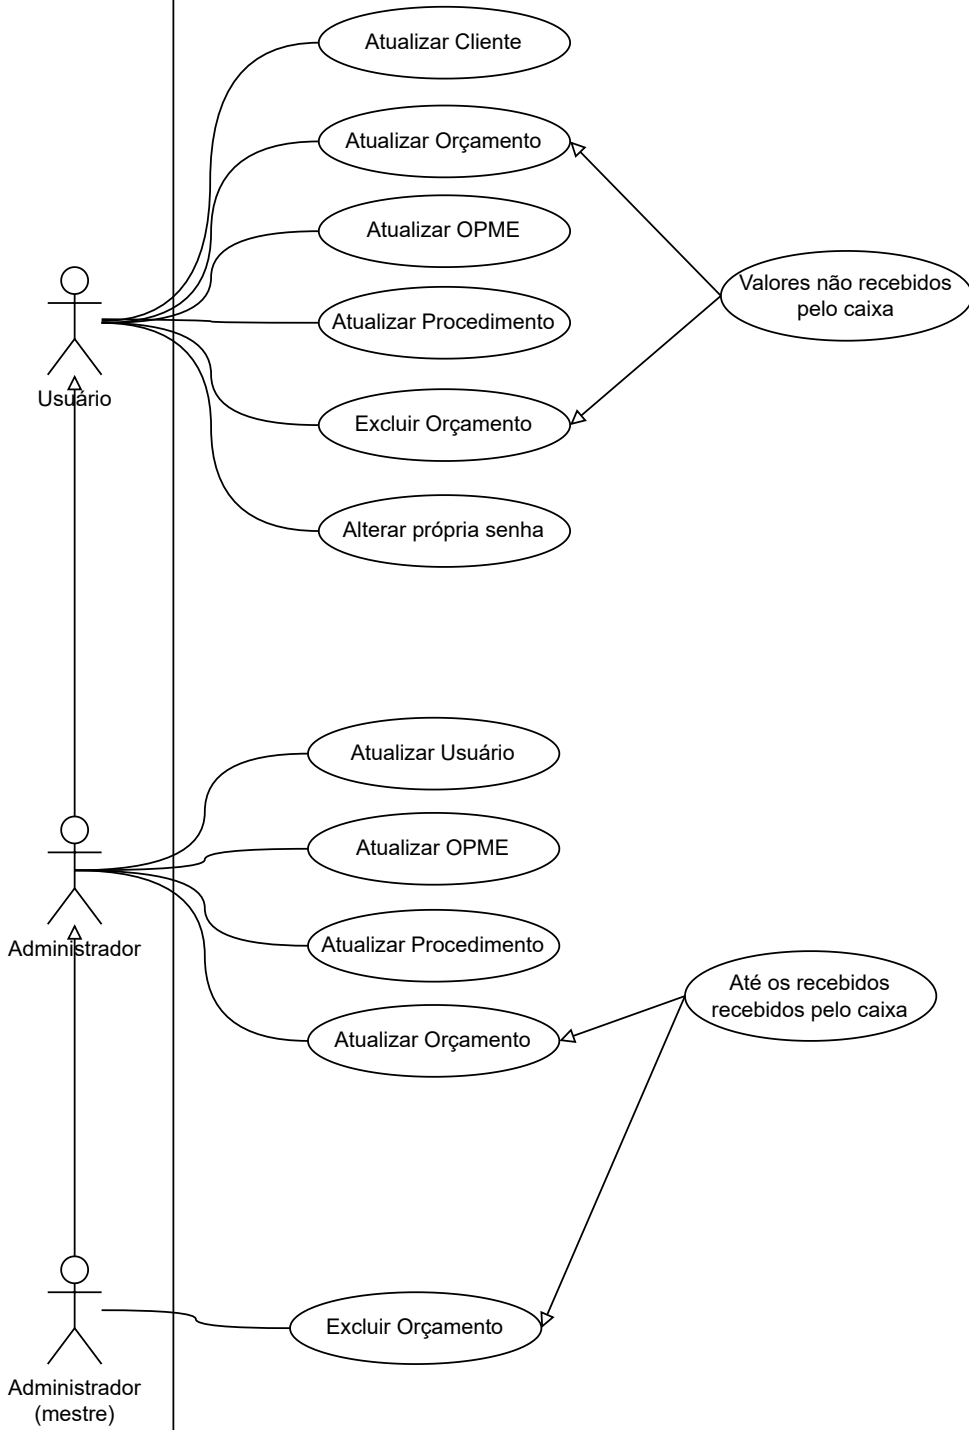 Atualizar Cliente
Atualizar Orçamento
Atualizar OPME
Valores não recebidos
pelo caixa
Atualizar Procedimento
Usuário
Excluir Orçamento
Alterar própria senha
Atualizar Usuário
Atualizar OPME
Administrador
Atualizar Procedimento
Até os recebidos
recebidos pelo caixa
Atualizar Orçamento
Excluir Orçamento
Administrador
(mestre)